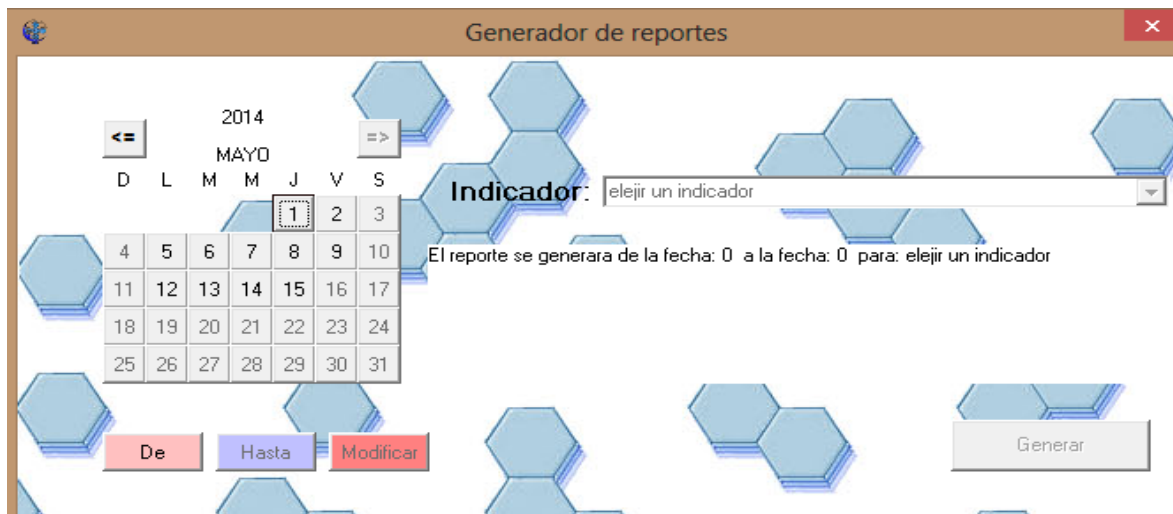 Generador de reportes
×
<= 2014 =>
MAYO
D L M M J V S
1 2 3
4 5 6 7 8 9 10
11 12 13 14 15 16 17
18 19 20 21 22 23 24
25 26 27 28 29 30 31
Indicador: elejir un indicador
El reporte se generara de la fecha: 0 a la fecha: 0 para: elejir un indicador
De Hasta Modificar
Generar